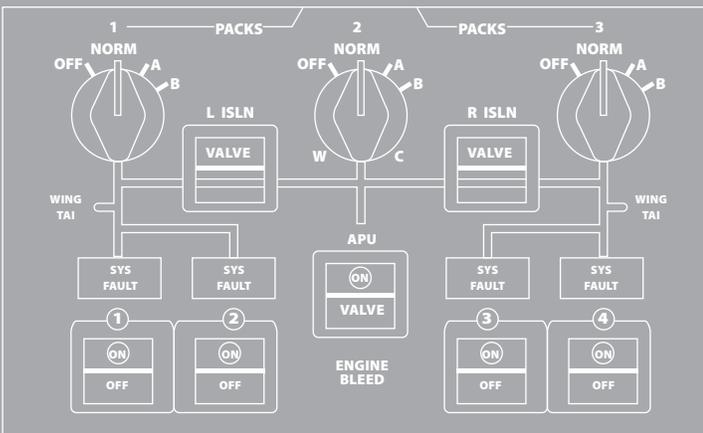 1 PACKS 2 PACKS 3
NORM NORM NORM
OFF A OFF A OFF A
B B B
L ISLN R ISLN
VALVE W C VALVE
WING TAI WING TAI
APU
SYS FAULT SYS FAULT ON SYS FAULT SYS FAULT
VALVE
1 2 3 4
ON ON ON ON
ENGINE BLEED
OFF OFF OFF OFF